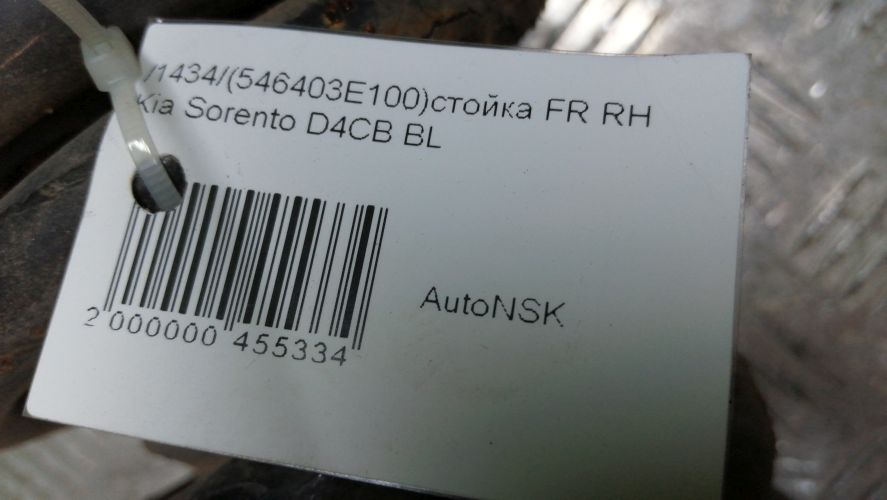 /1434/(546403E100)стойка FR RH
Kia Sorento D4CB BL
AutoNSK
2 000000 455334